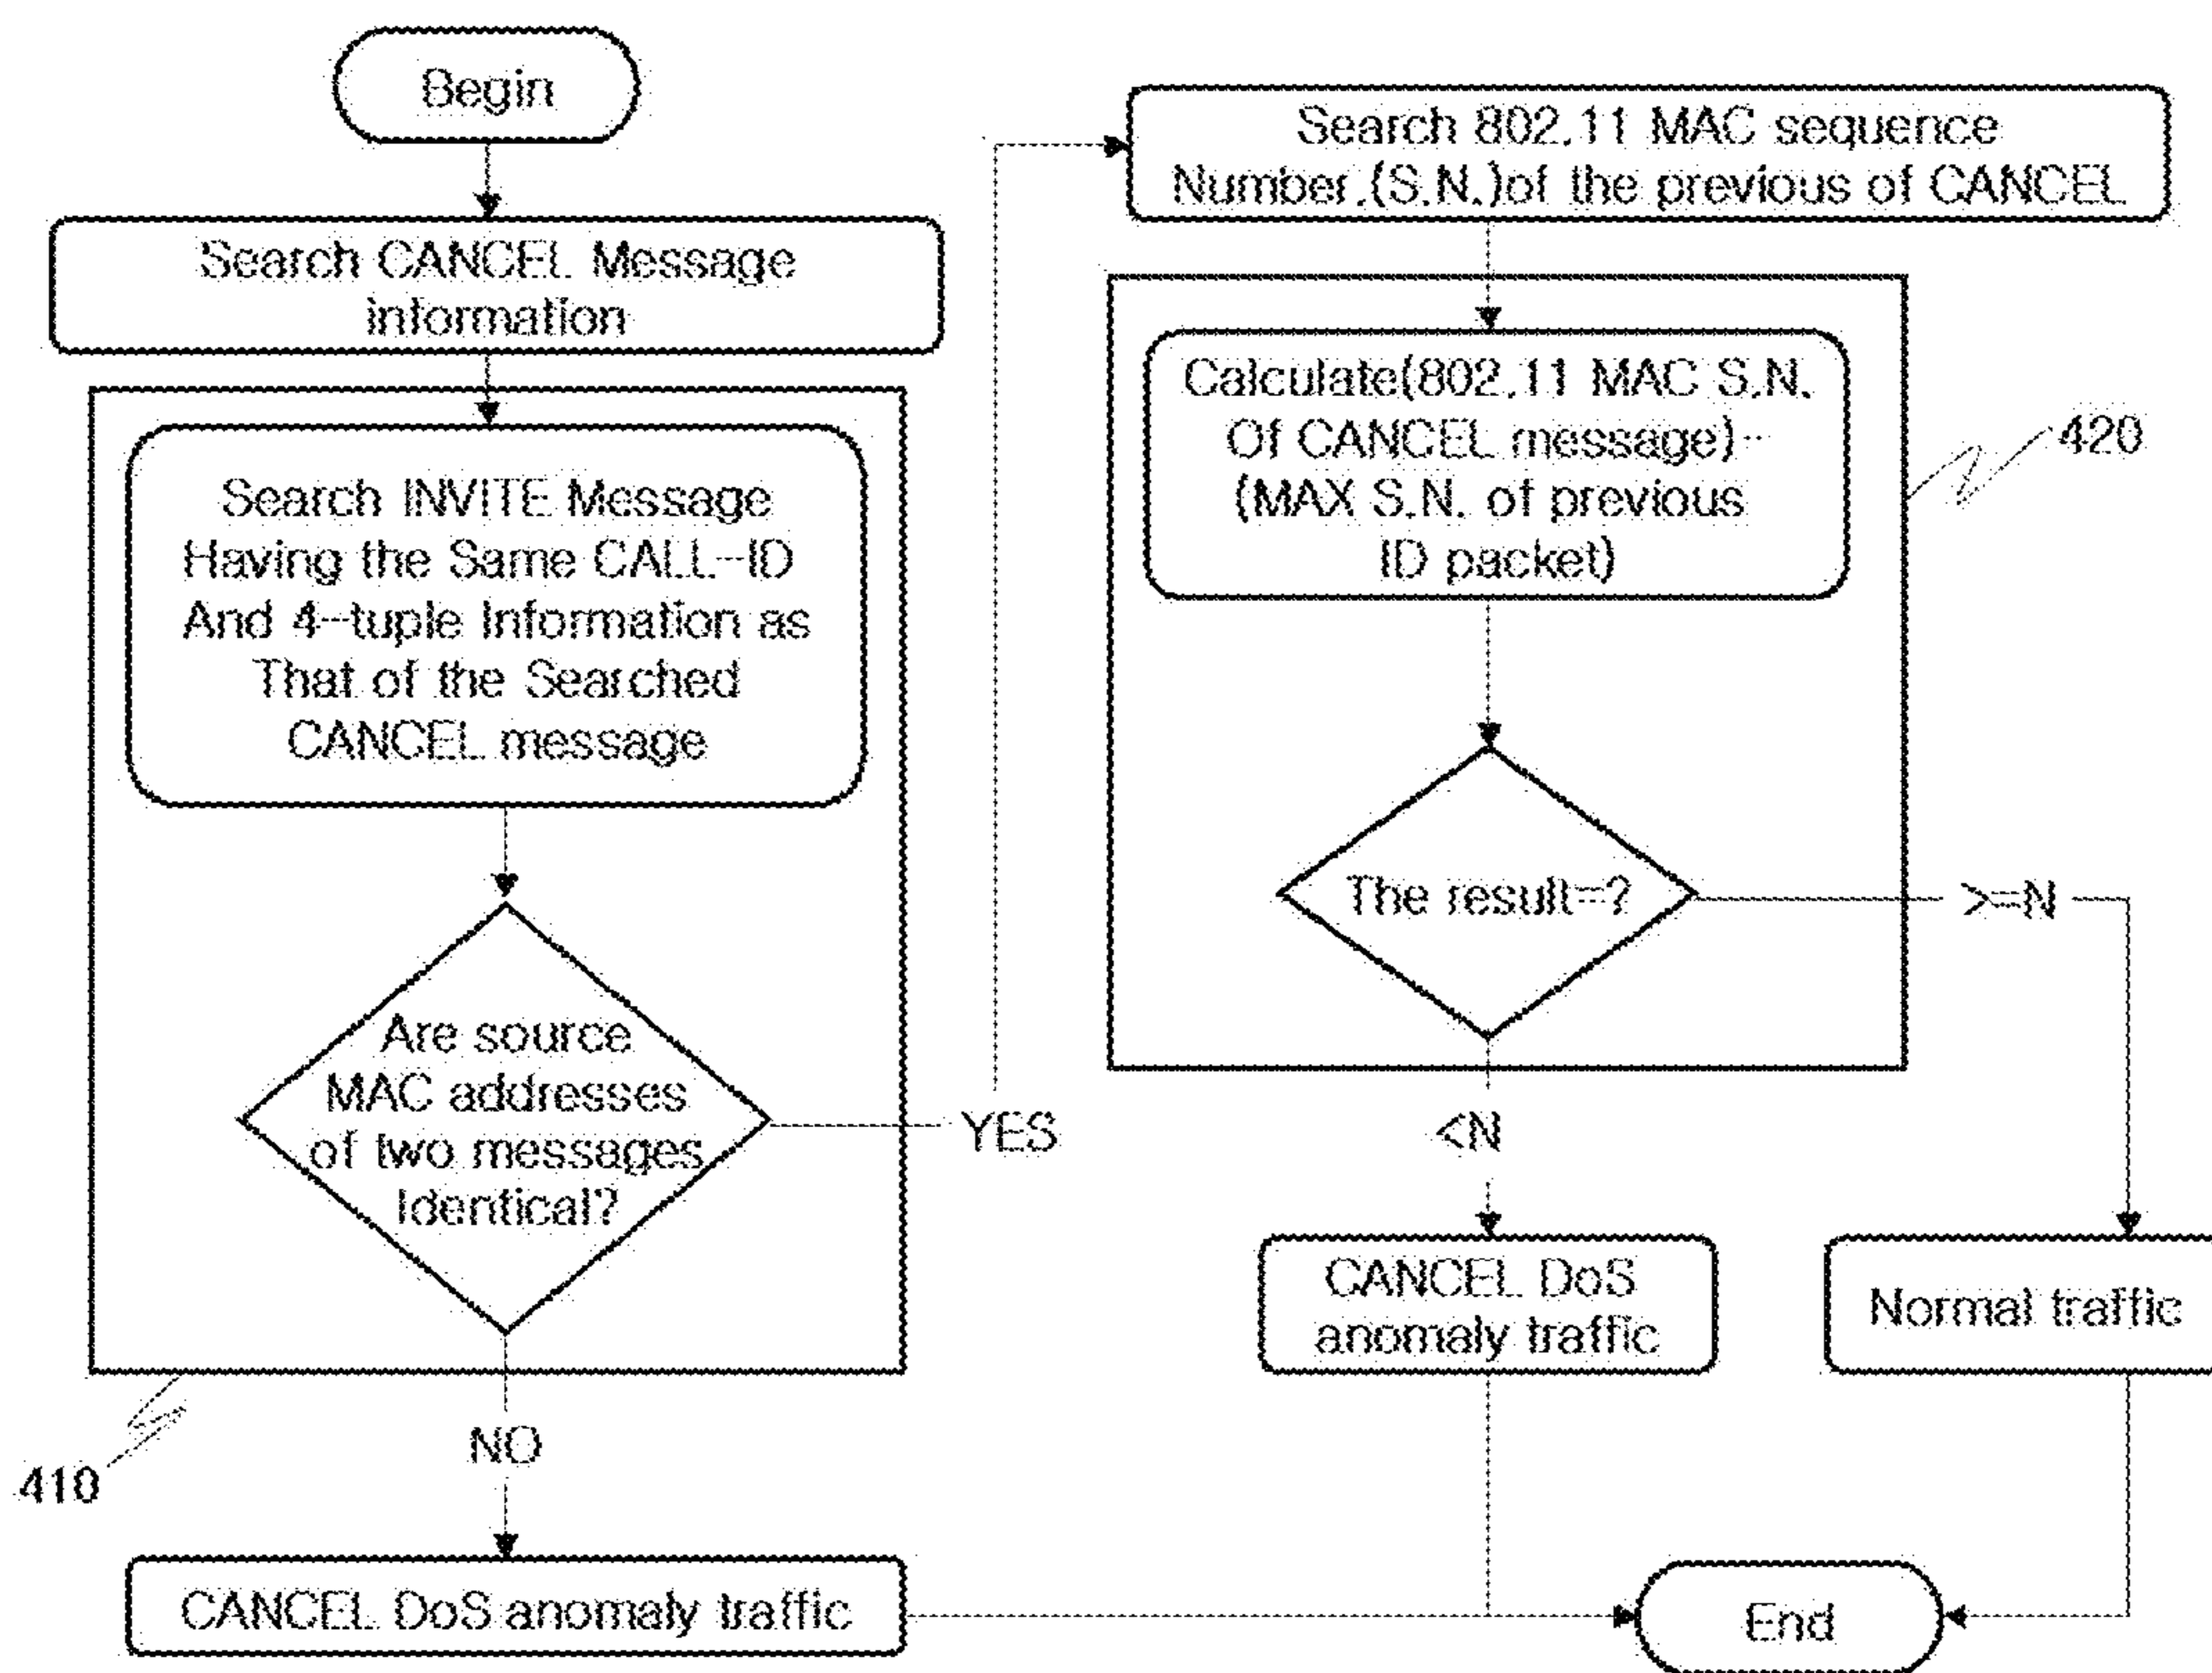 Begin
Search CANCEL Message
information
Search INVITE Message
Having the Same CALL-ID
And 4-tuple Information as
That of the Searched
CANCEL message
Are source
MAC addresses
of two messages
Identical?
YES
NO
410
CANCEL DoS anomaly traffic
Search 802.11 MAC sequence
Number.(S.N.)of the previous of CANCEL
Calculate(802.11 MAC S.N.
Of CANCEL message)-
(MAX S.N. of previous
ID packet)
420
The result=?
>=N
<N
CANCEL DoS
anomaly traffic
Normal traffic
End